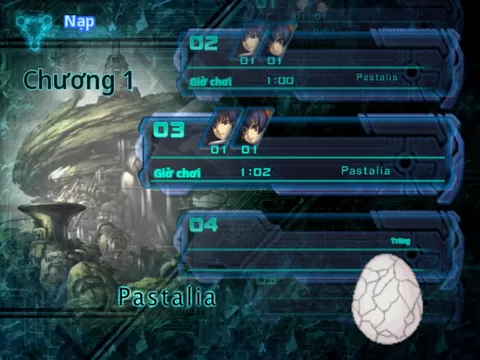 Nạp
Chương 1
02
01 01
Giờ chơi 1:00 Pastalia
03
01 01
Giờ chơi 1:02 Pastalia
04
Trống
Pastalia